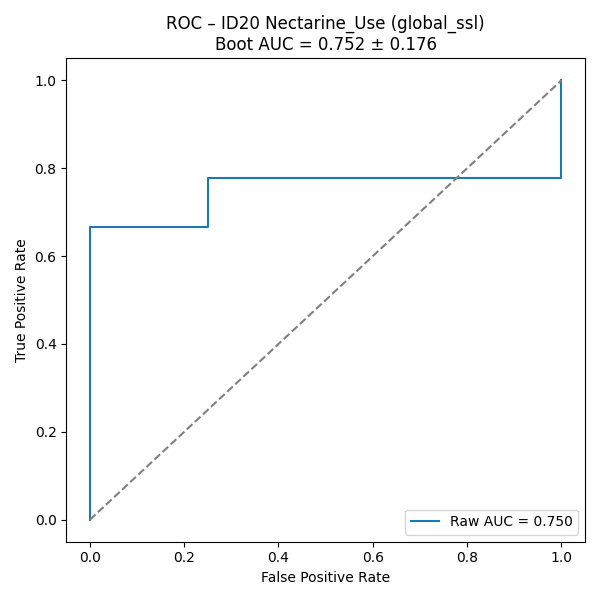 ROC – ID20 Nectarine_Use (global_ssl)
Boot AUC = 0.752 ± 0.176
1.0
0.8
0.6
0.4
0.2
0.0
True Positive Rate
Raw AUC = 0.750
0.0 0.2 0.4 0.6 0.8 1.0
False Positive Rate